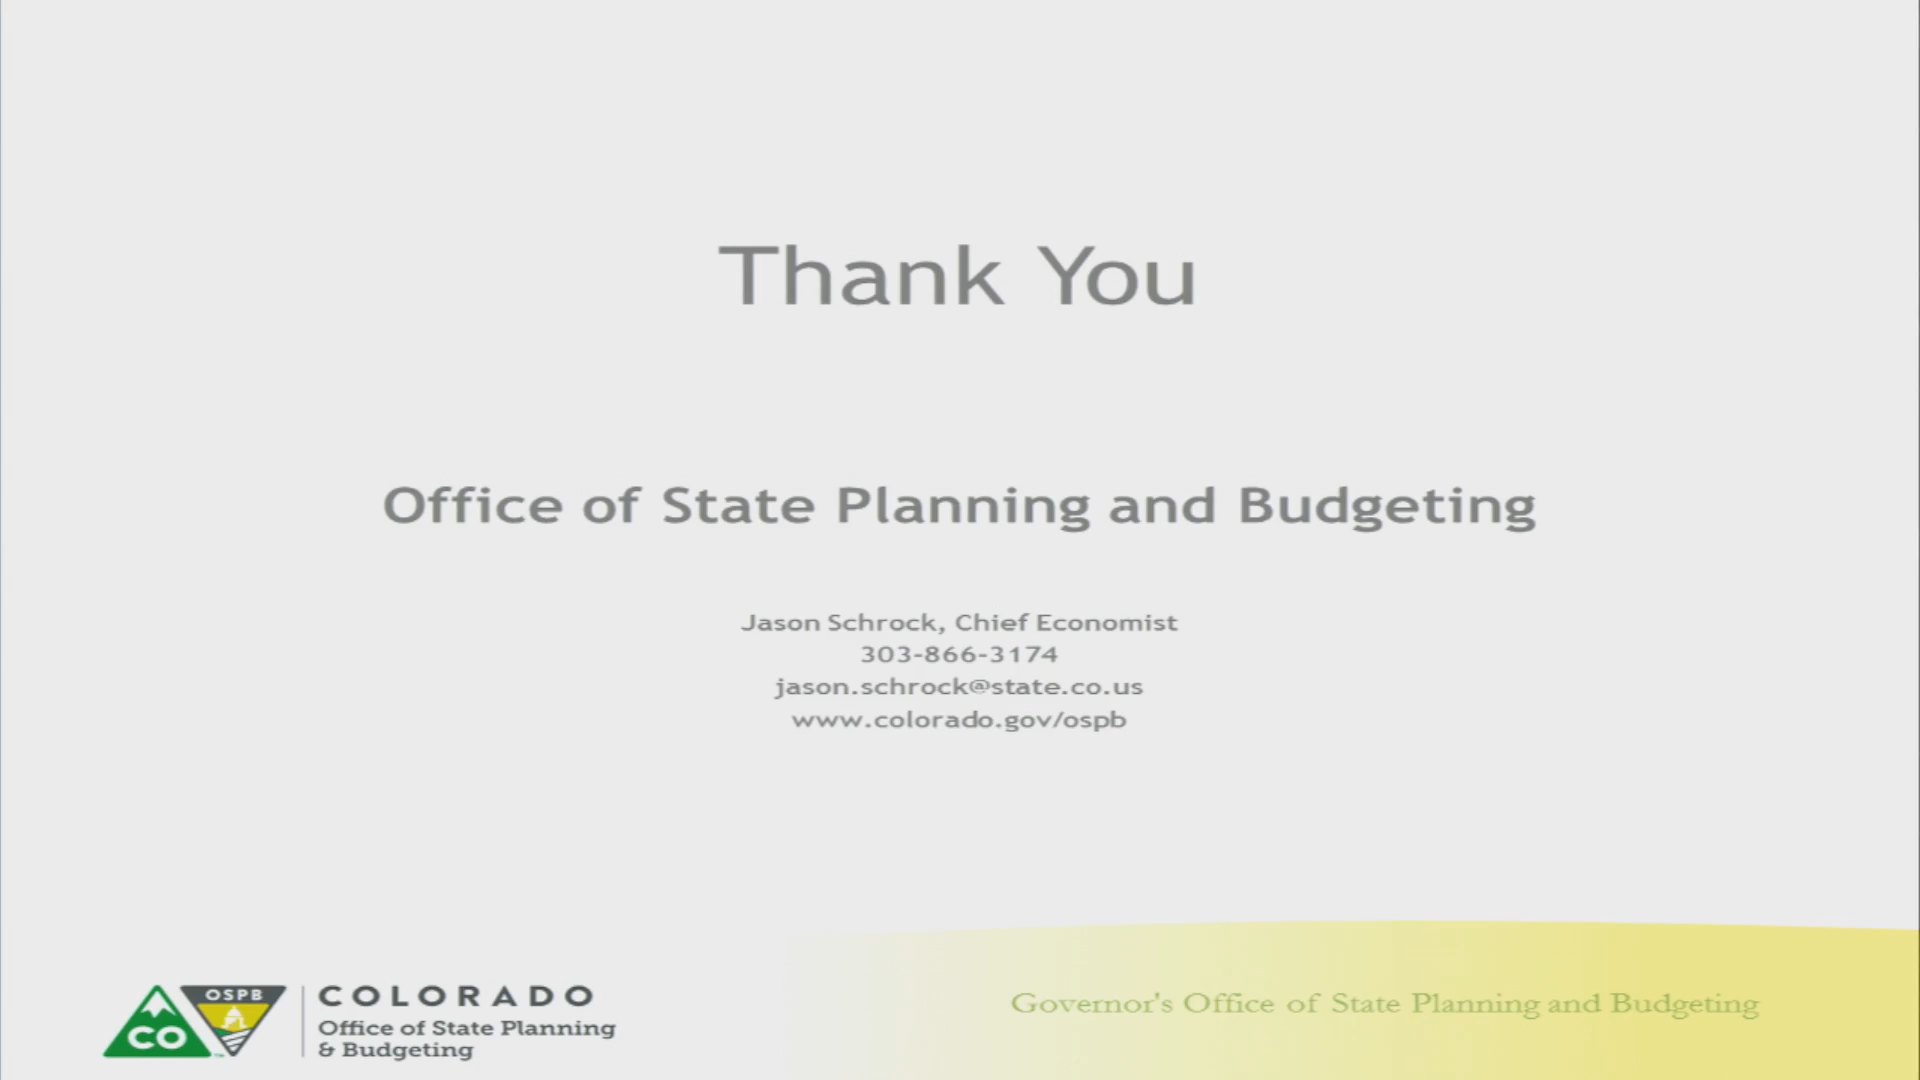 Thank You
Office of State Planning and Budgeting
Jason Schrock, Chief Economist
303-866-3174
jason.schrock@state.co.us
www.colorado.gov/ospb
CO
OSPB
TM
COLORADO
Office of State Planning
& Budgeting
Governor's Office of State Planning and Budgeting